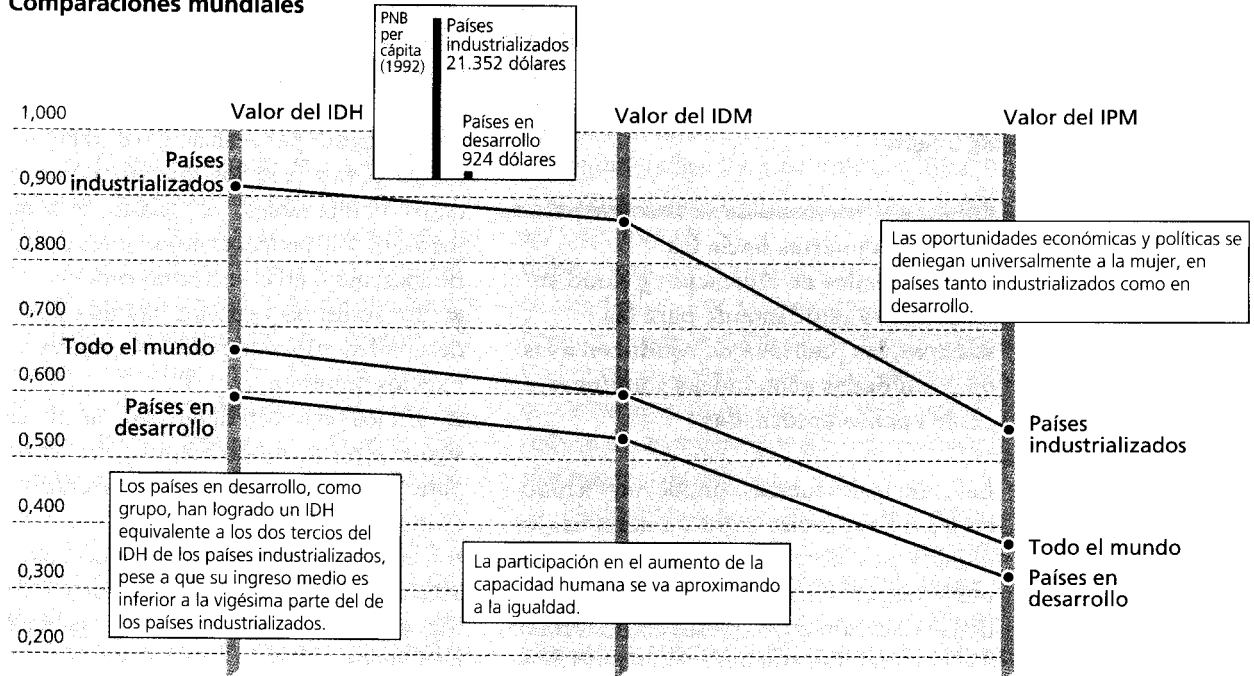 Comparaciones mundiales
PNB
per
cápita
(1992)
Países
industrializados
21.352 dólares
Países en
desarrollo
924 dólares
Valor del IDH
Valor del IDM
Valor del IPM
1,000
0,900
0,800
0,700
0,600
0,500
0,400
0,300
0,200
Países
industrializados
Todo el mundo
Países en
desarrollo
Las oportunidades económicas y políticas se
deniegan universalmente a la mujer, en
países tanto industrializados como en
desarrollo.
Países
industrializados
Los países en desarrollo, como
grupo, han logrado un IDH
equivalente a los dos tercios del
IDH de los países industrializados,
pese a que su ingreso medio es
inferior a la vigésima parte del de
los países industrializados.
La participación en el aumento de la
capacidad humana se va aproximando
a la igualdad.
Todo el mundo
Países en
desarrollo